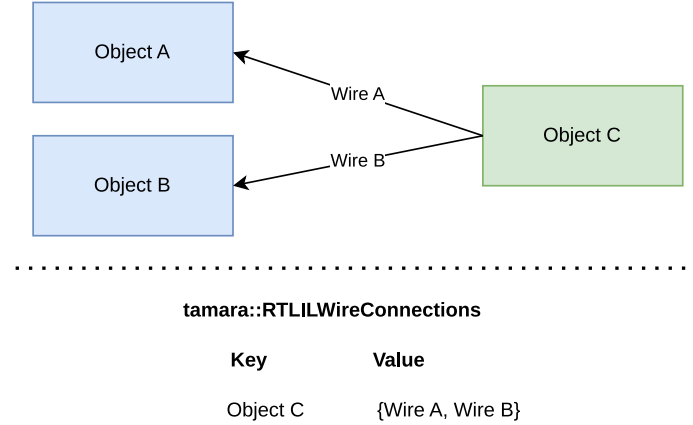 Object A
Wire A
Object C
Wire B
Object B
tamara::RTLILWireConnections
Key Value
Object C {Wire A, Wire B}